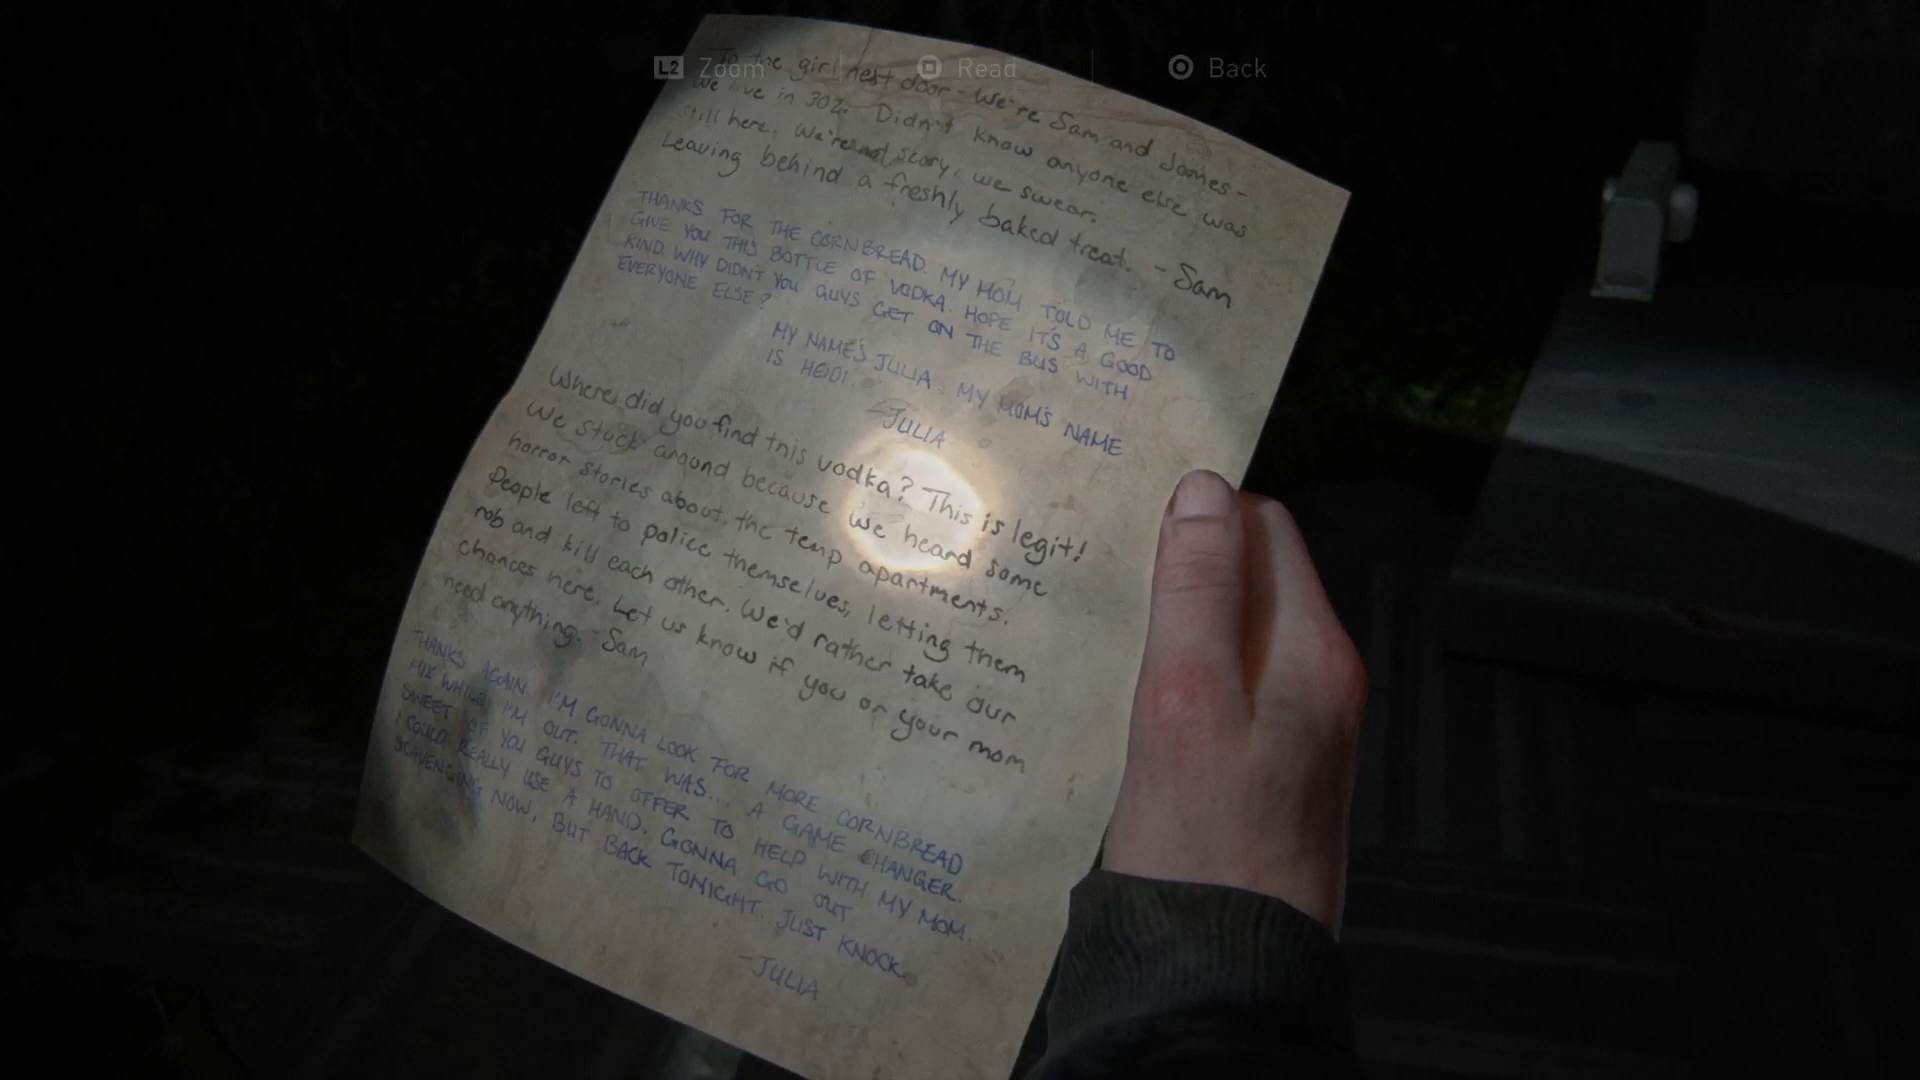 L2 Zoom
Read
Back
To the girl next door - We're Sam and James -
We live in 302. Didn't know anyone else was
still here. We're not scary, we swear.
Leaving behind a freshly baked treat. - Sam
THANKS FOR THE CORNBREAD. MY MOM TOLD ME TO
GIVE YOU THIS BOTTLE OF VODKA. HOPE IT'S A GOOD
KIND. WHY DIDN'T YOU GUYS GET ON THE BUS WITH
EVERYONE ELSE?
MY NAME'S JULIA. MY MOM'S NAME
IS HEIDI.
-JULIA
Where did you find this vodka? This is legit!
We stuck around because we heard some
horror stories about the temp apartments.
People left to police themselves, letting them
rob and kill each other. We'd rather take our
chances here. Let us know if you or your mom
need anything. - Sam
THANKS AGAIN. I'M GONNA LOOK FOR MORE CORNBREAD
MIX WHILE I'M OUT. THAT WAS... A GAME CHANGER.
SWEET OF YOU GUYS TO OFFER TO HELP WITH MY MOM.
I COULD REALLY USE A HAND. GONNA GO OUT
SCAVENGING NOW, BUT BACK TONIGHT. JUST KNOCK.
-JULIA